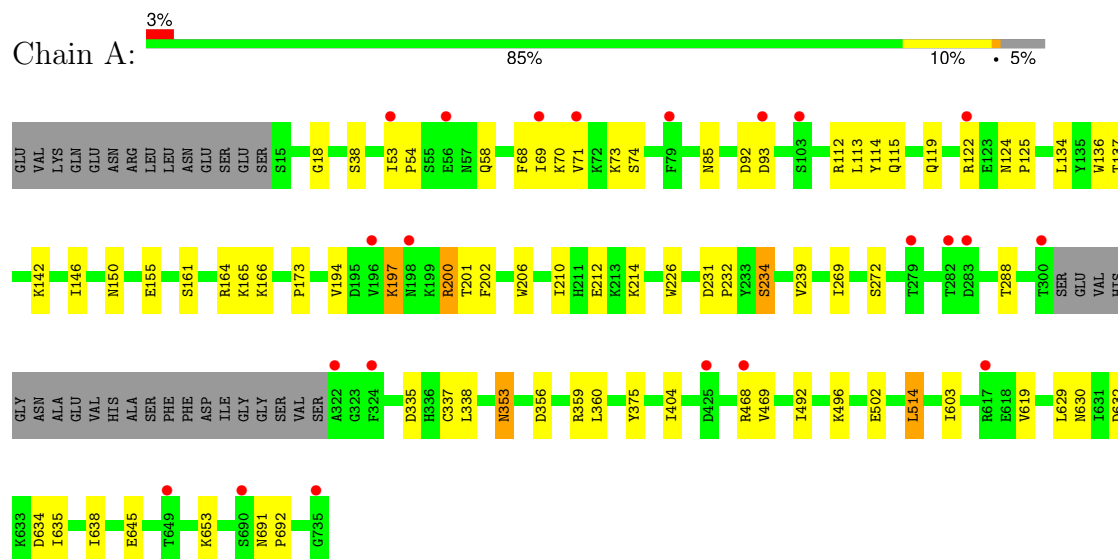 3%
Chain A:
85% 10% • 5%
GLU VAL LYS GLN GLU ASN ARG LEU LEU ASN GLU SER GLU SER S15 G18 S38 I53 P54 S55 E56 N57 Q58 F68 I69 K70 V71 K72 K73 S74 F79 N85 D92 D93 S103 R112 L113 Y114 Q115 Q119 R122 E123 N124 P125 L134 Y135 W136 T137
K142 I146 N150 E155 S161 R164 K165 K166 P173 V194 D195 V196 K197 N198 K199 R200 T201 F202 W206 I210 H211 E212 K213 K214 W226 D231 P232 Y233 S234 V239 I269 S272 T279 T282 D283 T288 T300 SER GLU VAL HIS
GLY ASN ALA GLU VAL HIS ALA SER PHE PHE ASP ILE GLY GLY SER VAL SER A322 G323 F324 D335 H336 C337 L338 N353 D356 R359 L360 Y375 I404 D425 R468 V469 I492 K496 E502 L514 I603 R617 E618 V619 L629 N630 I631
K633 D634 I635 I638 E645 T649 K653 S690 N691 P692 G735